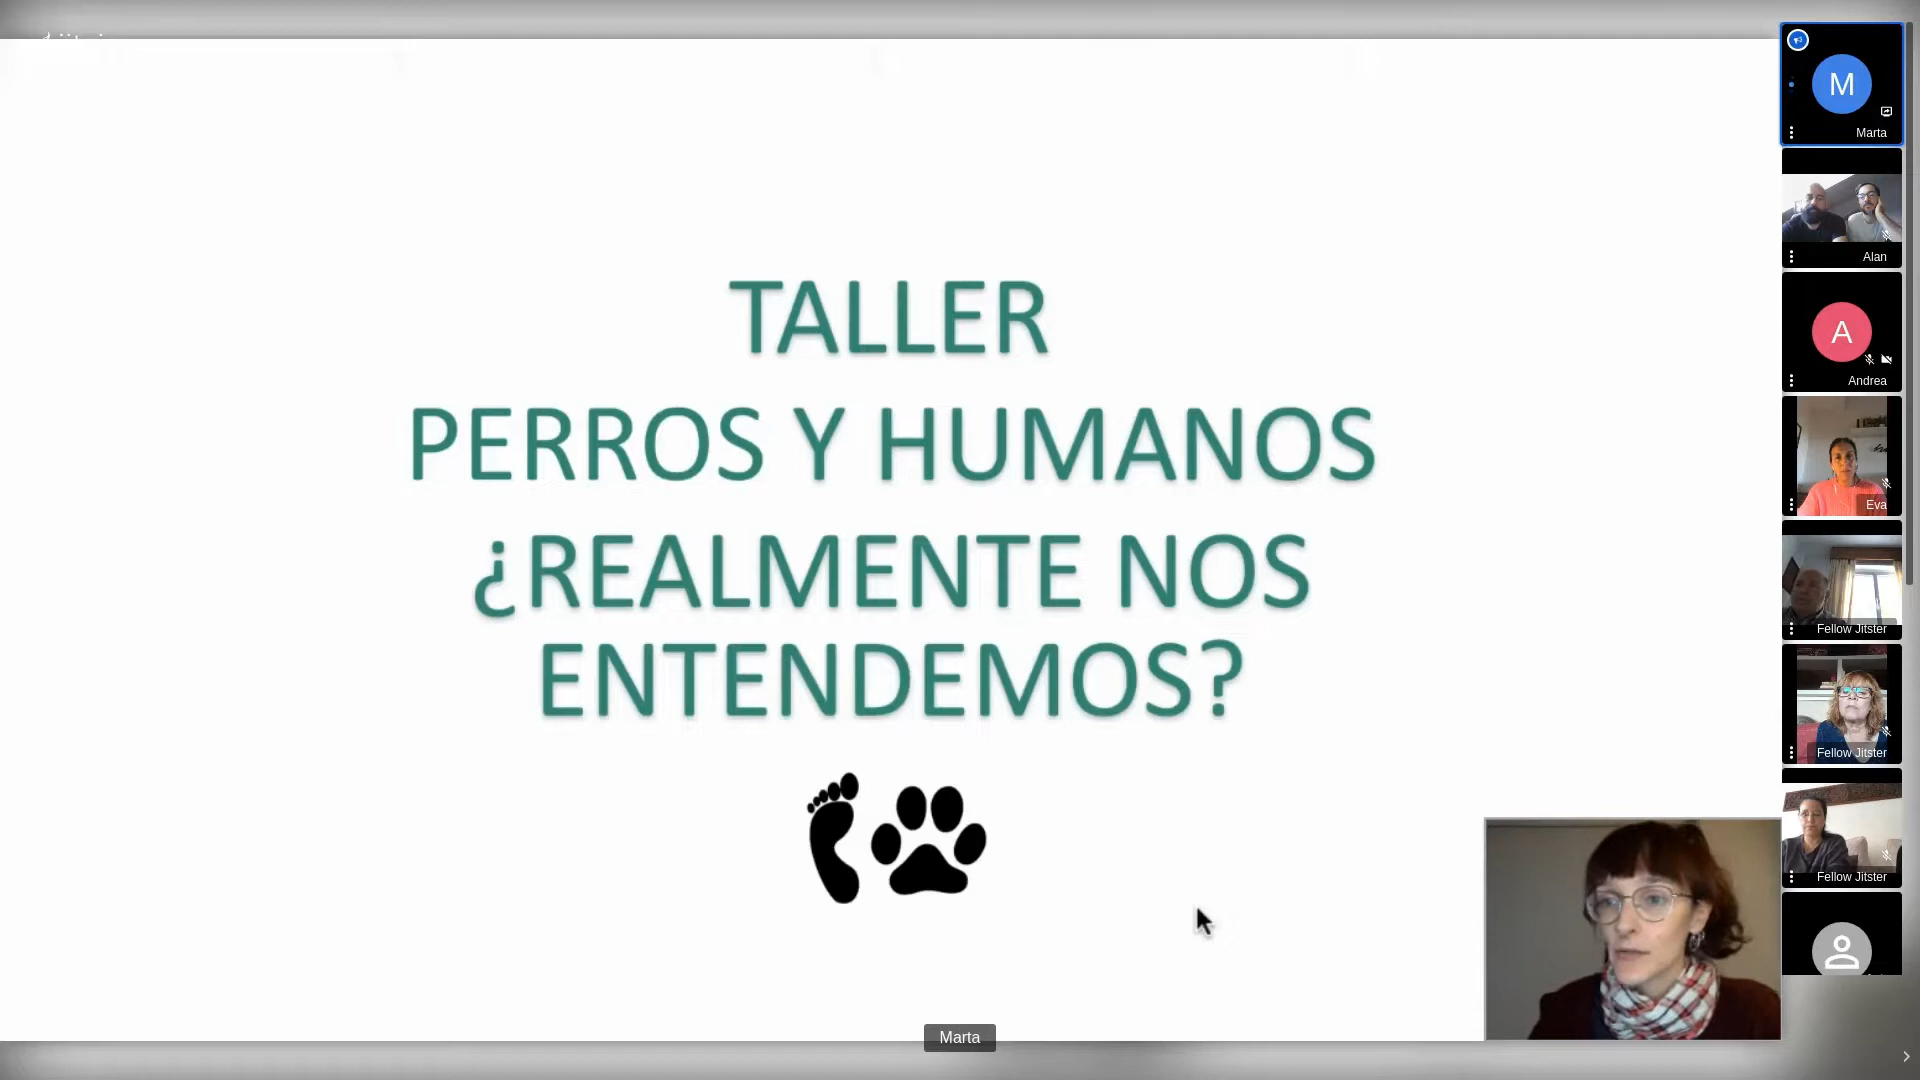 TALLER
PERROS Y HUMANOS
¿REALMENTE NOS
ENTENDEMOS?
Marta
M
Marta
Alan
A
Andrea
Eva
Fellow Jitster
Fellow Jitster
Fellow Jitster